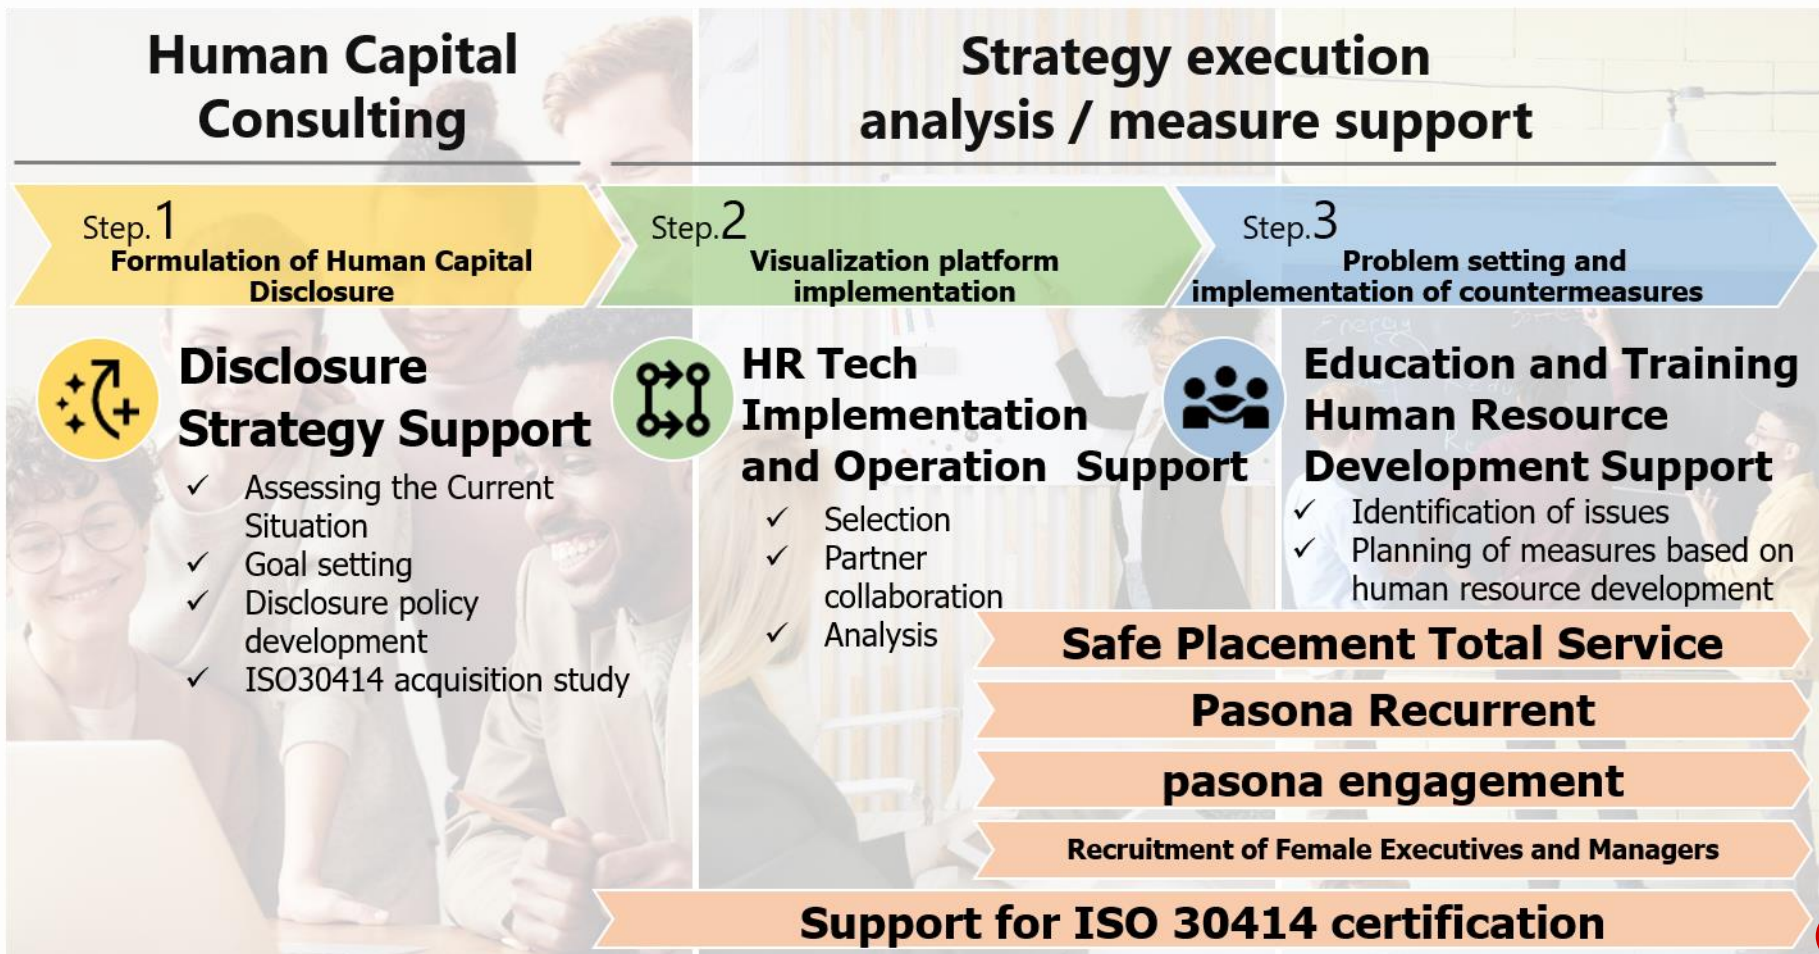 Human Capital
Consulting
Strategy execution
analysis / measure support
Step.1
Formulation of Human Capital
Disclosure
Step.2
Visualization platform
implementation
Step.3
Problem setting and
implementation of countermeasures
Disclosure
Strategy Support
✓ Assessing the Current
Situation
✓ Goal setting
✓ Disclosure policy
development
✓ ISO30414 acquisition study
HR Tech
Implementation
and Operation Support
✓ Selection
✓ Partner
collaboration
✓ Analysis
Education and Training
Human Resource
Development Support
✓ Identification of issues
✓ Planning of measures based on
human resource development
Safe Placement Total Service
Pasona Recurrent
pasona engagement
Recruitment of Female Executives and Managers
Support for ISO 30414 certification